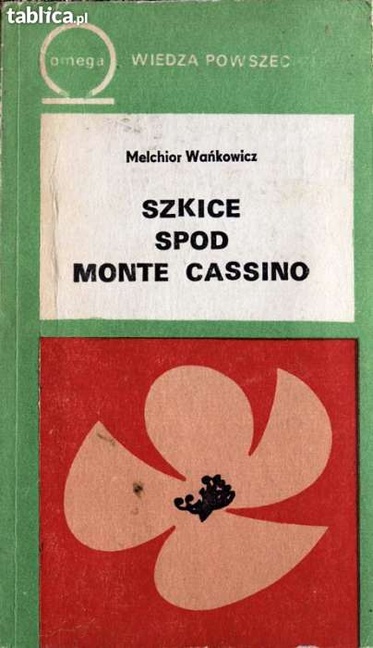 tablica.pl
omega
WIEDZA POWSZEC
Melchior Wańkowicz
SZKICE
SPOD
MONTE CASSINO